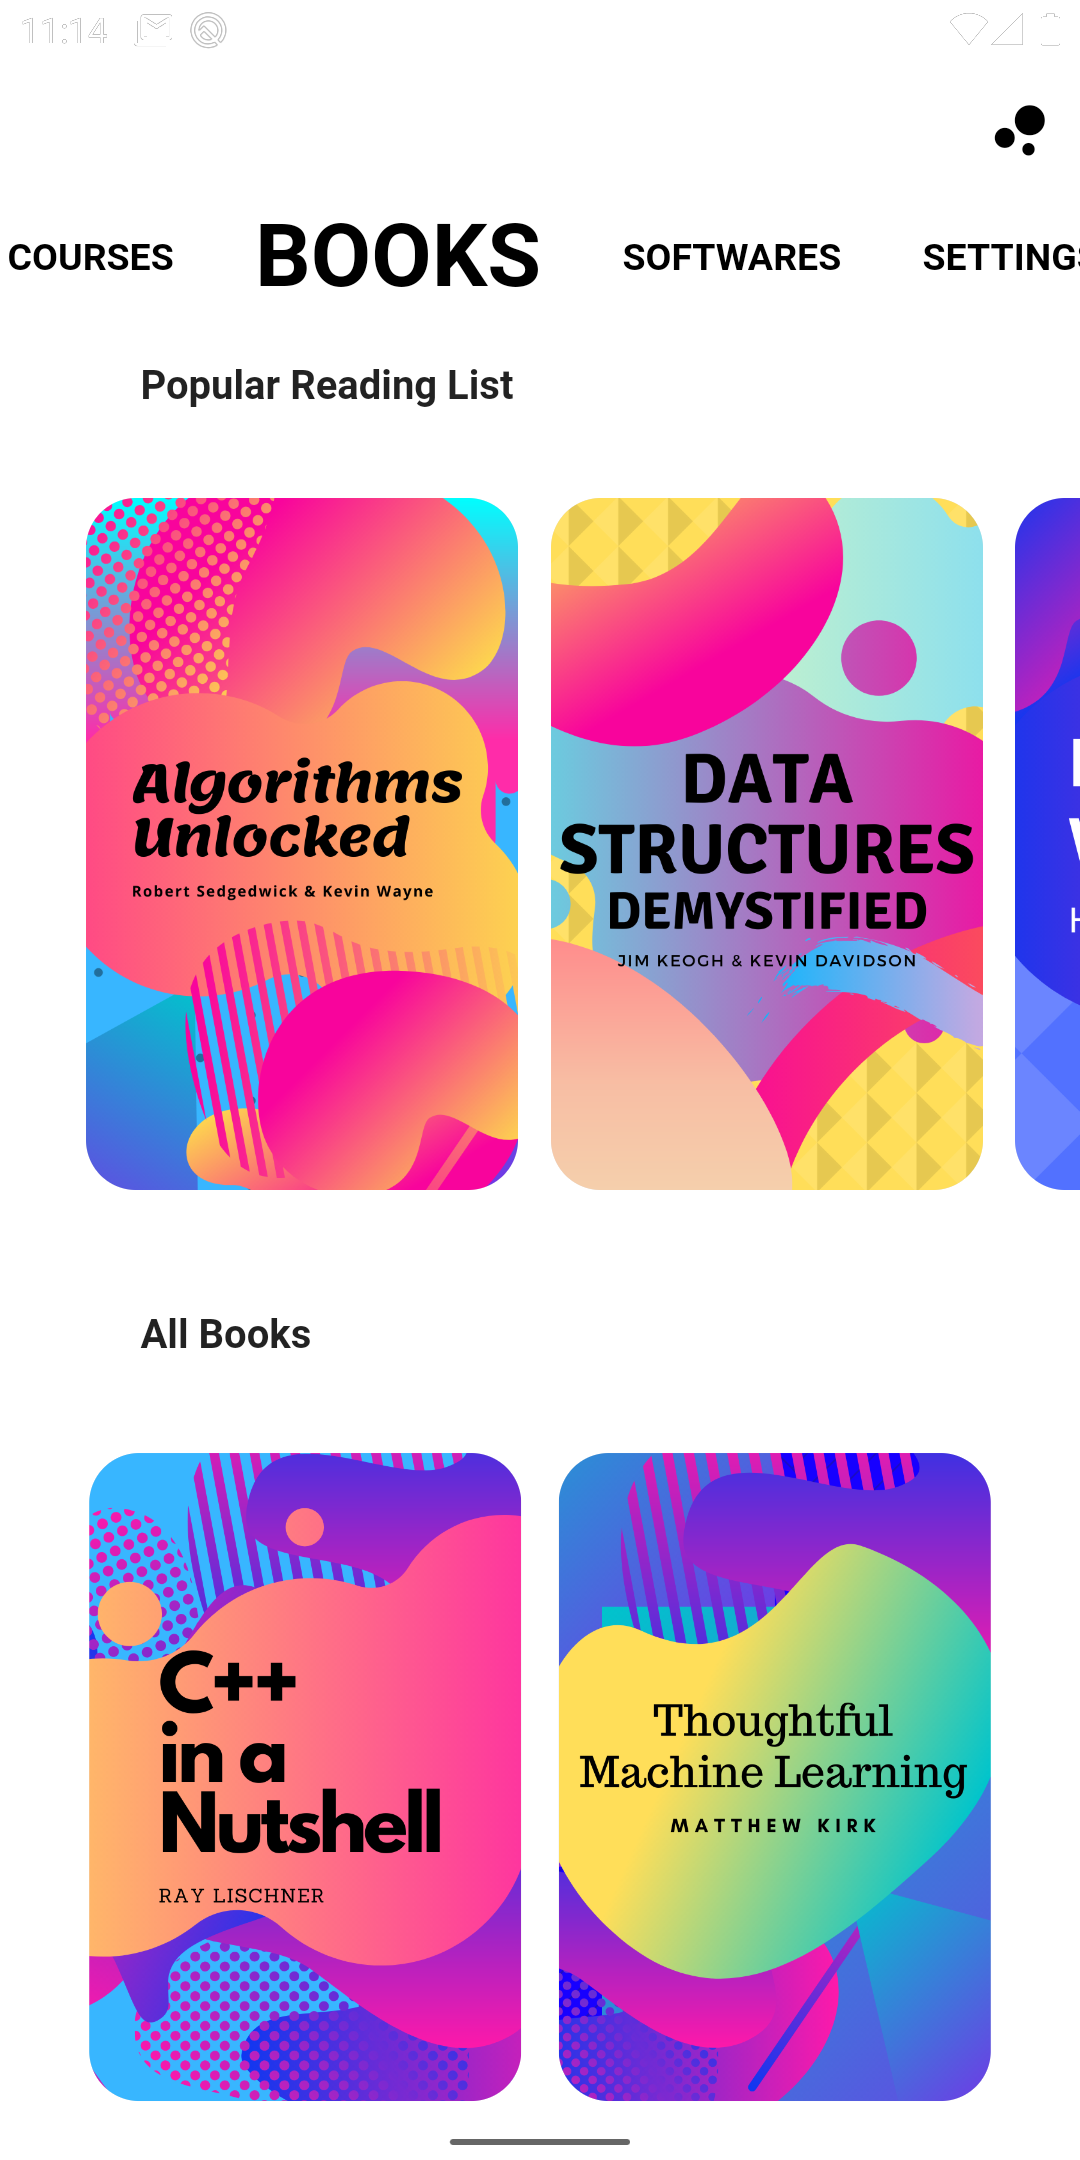 11:14
COURSES BOOKS SOFTWARES SETTINGS
Popular Reading List
Algorithms
Unlocked
Robert Sedgedwick & Kevin Wayne
DATA
STRUCTURES
DEMYSTIFIED
JIM KEOGH & KEVIN DAVIDSON
All Books
C++
in a
Nutshell
RAY LISCHNER
Thoughtful
Machine Learning
MATTHEW KIRK